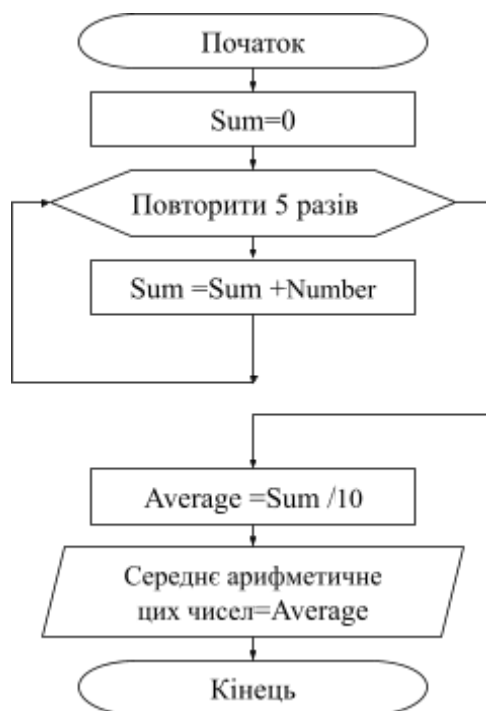 Початок
Sum=0
Повторити 5 разів
Sum =Sum +Number
Average =Sum /10
Середнє арифметичне
цих чисел=Average
Кінець